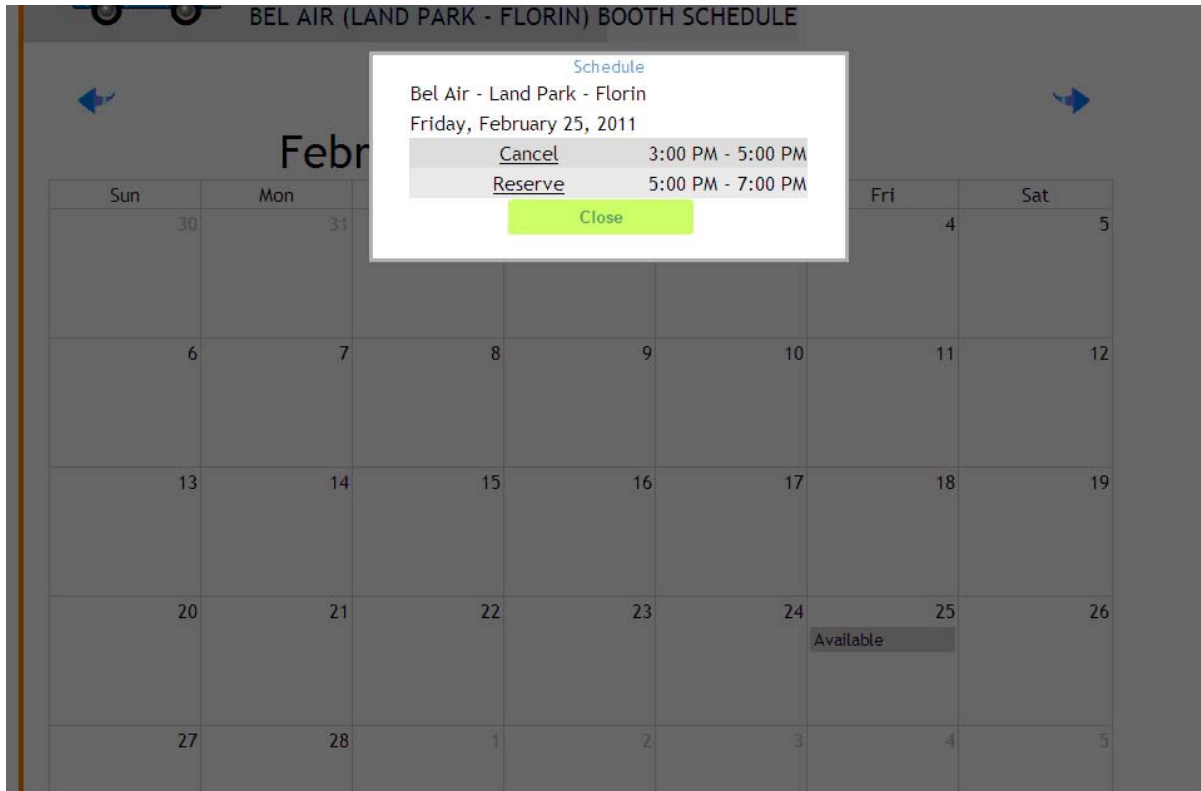 BEL AIR (LAND PARK - FLORIN) BOOTH SCHEDULE
Schedule
Bel Air - Land Park - Florin
Friday, February 25, 2011
Cancel 3:00 PM - 5:00 PM
Reserve 5:00 PM - 7:00 PM
Close
Febr
Sun Mon Fri Sat
30 31 4 5
6 7 8 9 10 11 12
13 14 15 16 17 18 19
20 21 22 23 24 25 26
Available
27 28 1 2 3 4 5